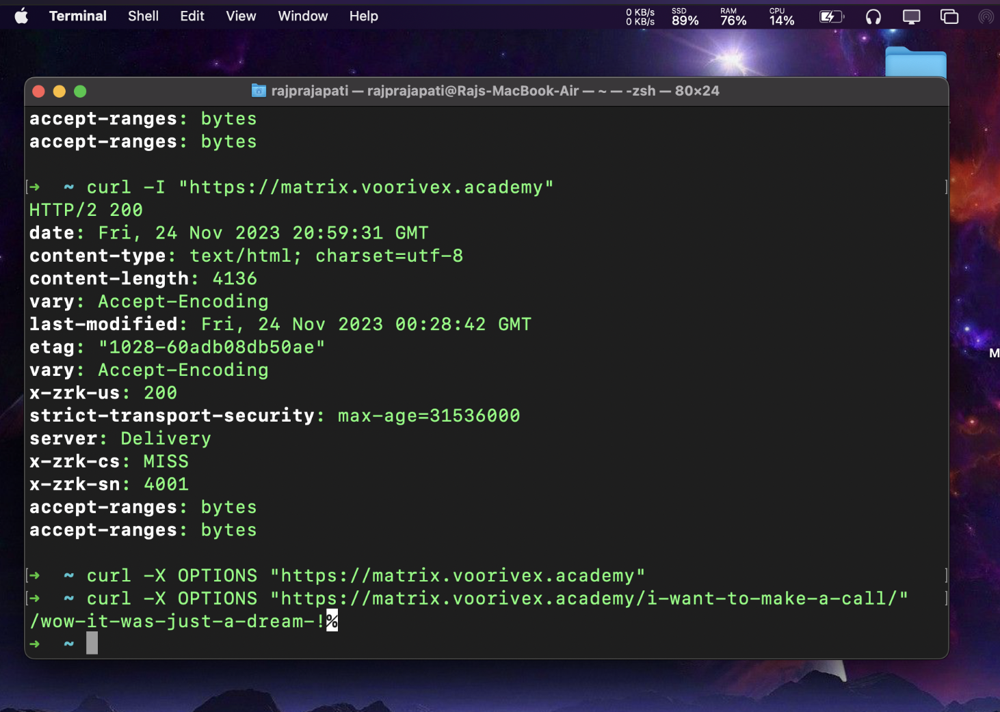 Terminal Shell Edit View Window Help 0 KB/s 0 KB/s SSD 89% RAM 76% CPU 14%
rajprajapati — rajprajapati@Rajs-MacBook-Air — ~ — -zsh — 80×24
accept-ranges: bytes
accept-ranges: bytes
[➜  ~ curl -I "https://matrix.voorivex.academy" ]
HTTP/2 200
date: Fri, 24 Nov 2023 20:59:31 GMT
content-type: text/html; charset=utf-8
content-length: 4136
vary: Accept-Encoding
last-modified: Fri, 24 Nov 2023 00:28:42 GMT
etag: "1028-60adb08db50ae"
vary: Accept-Encoding
x-zrk-us: 200
strict-transport-security: max-age=31536000
server: Delivery
x-zrk-cs: MISS
x-zrk-sn: 4001
accept-ranges: bytes
accept-ranges: bytes
[➜  ~ curl -X OPTIONS "https://matrix.voorivex.academy" ]
[➜  ~ curl -X OPTIONS "https://matrix.voorivex.academy/i-want-to-make-a-call/" ]
/wow-it-was-just-a-dream-!%
➜  ~
M